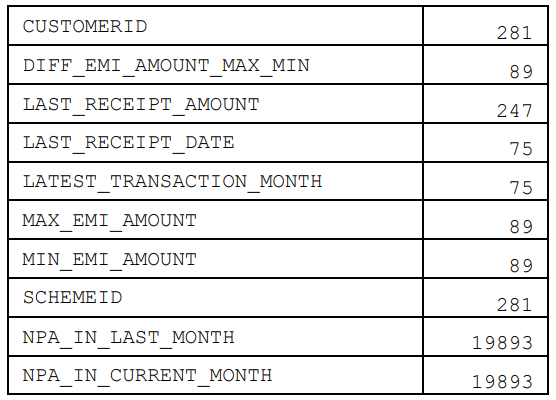 CUSTOMERID 281
DIFF_EMI_AMOUNT_MAX_MIN 89
LAST_RECEIPT_AMOUNT 247
LAST_RECEIPT_DATE 75
LATEST_TRANSACTION_MONTH 75
MAX_EMI_AMOUNT 89
MIN_EMI_AMOUNT 89
SCHEMEID 281
NPA_IN_LAST_MONTH 19893
NPA_IN_CURRENT_MONTH 19893